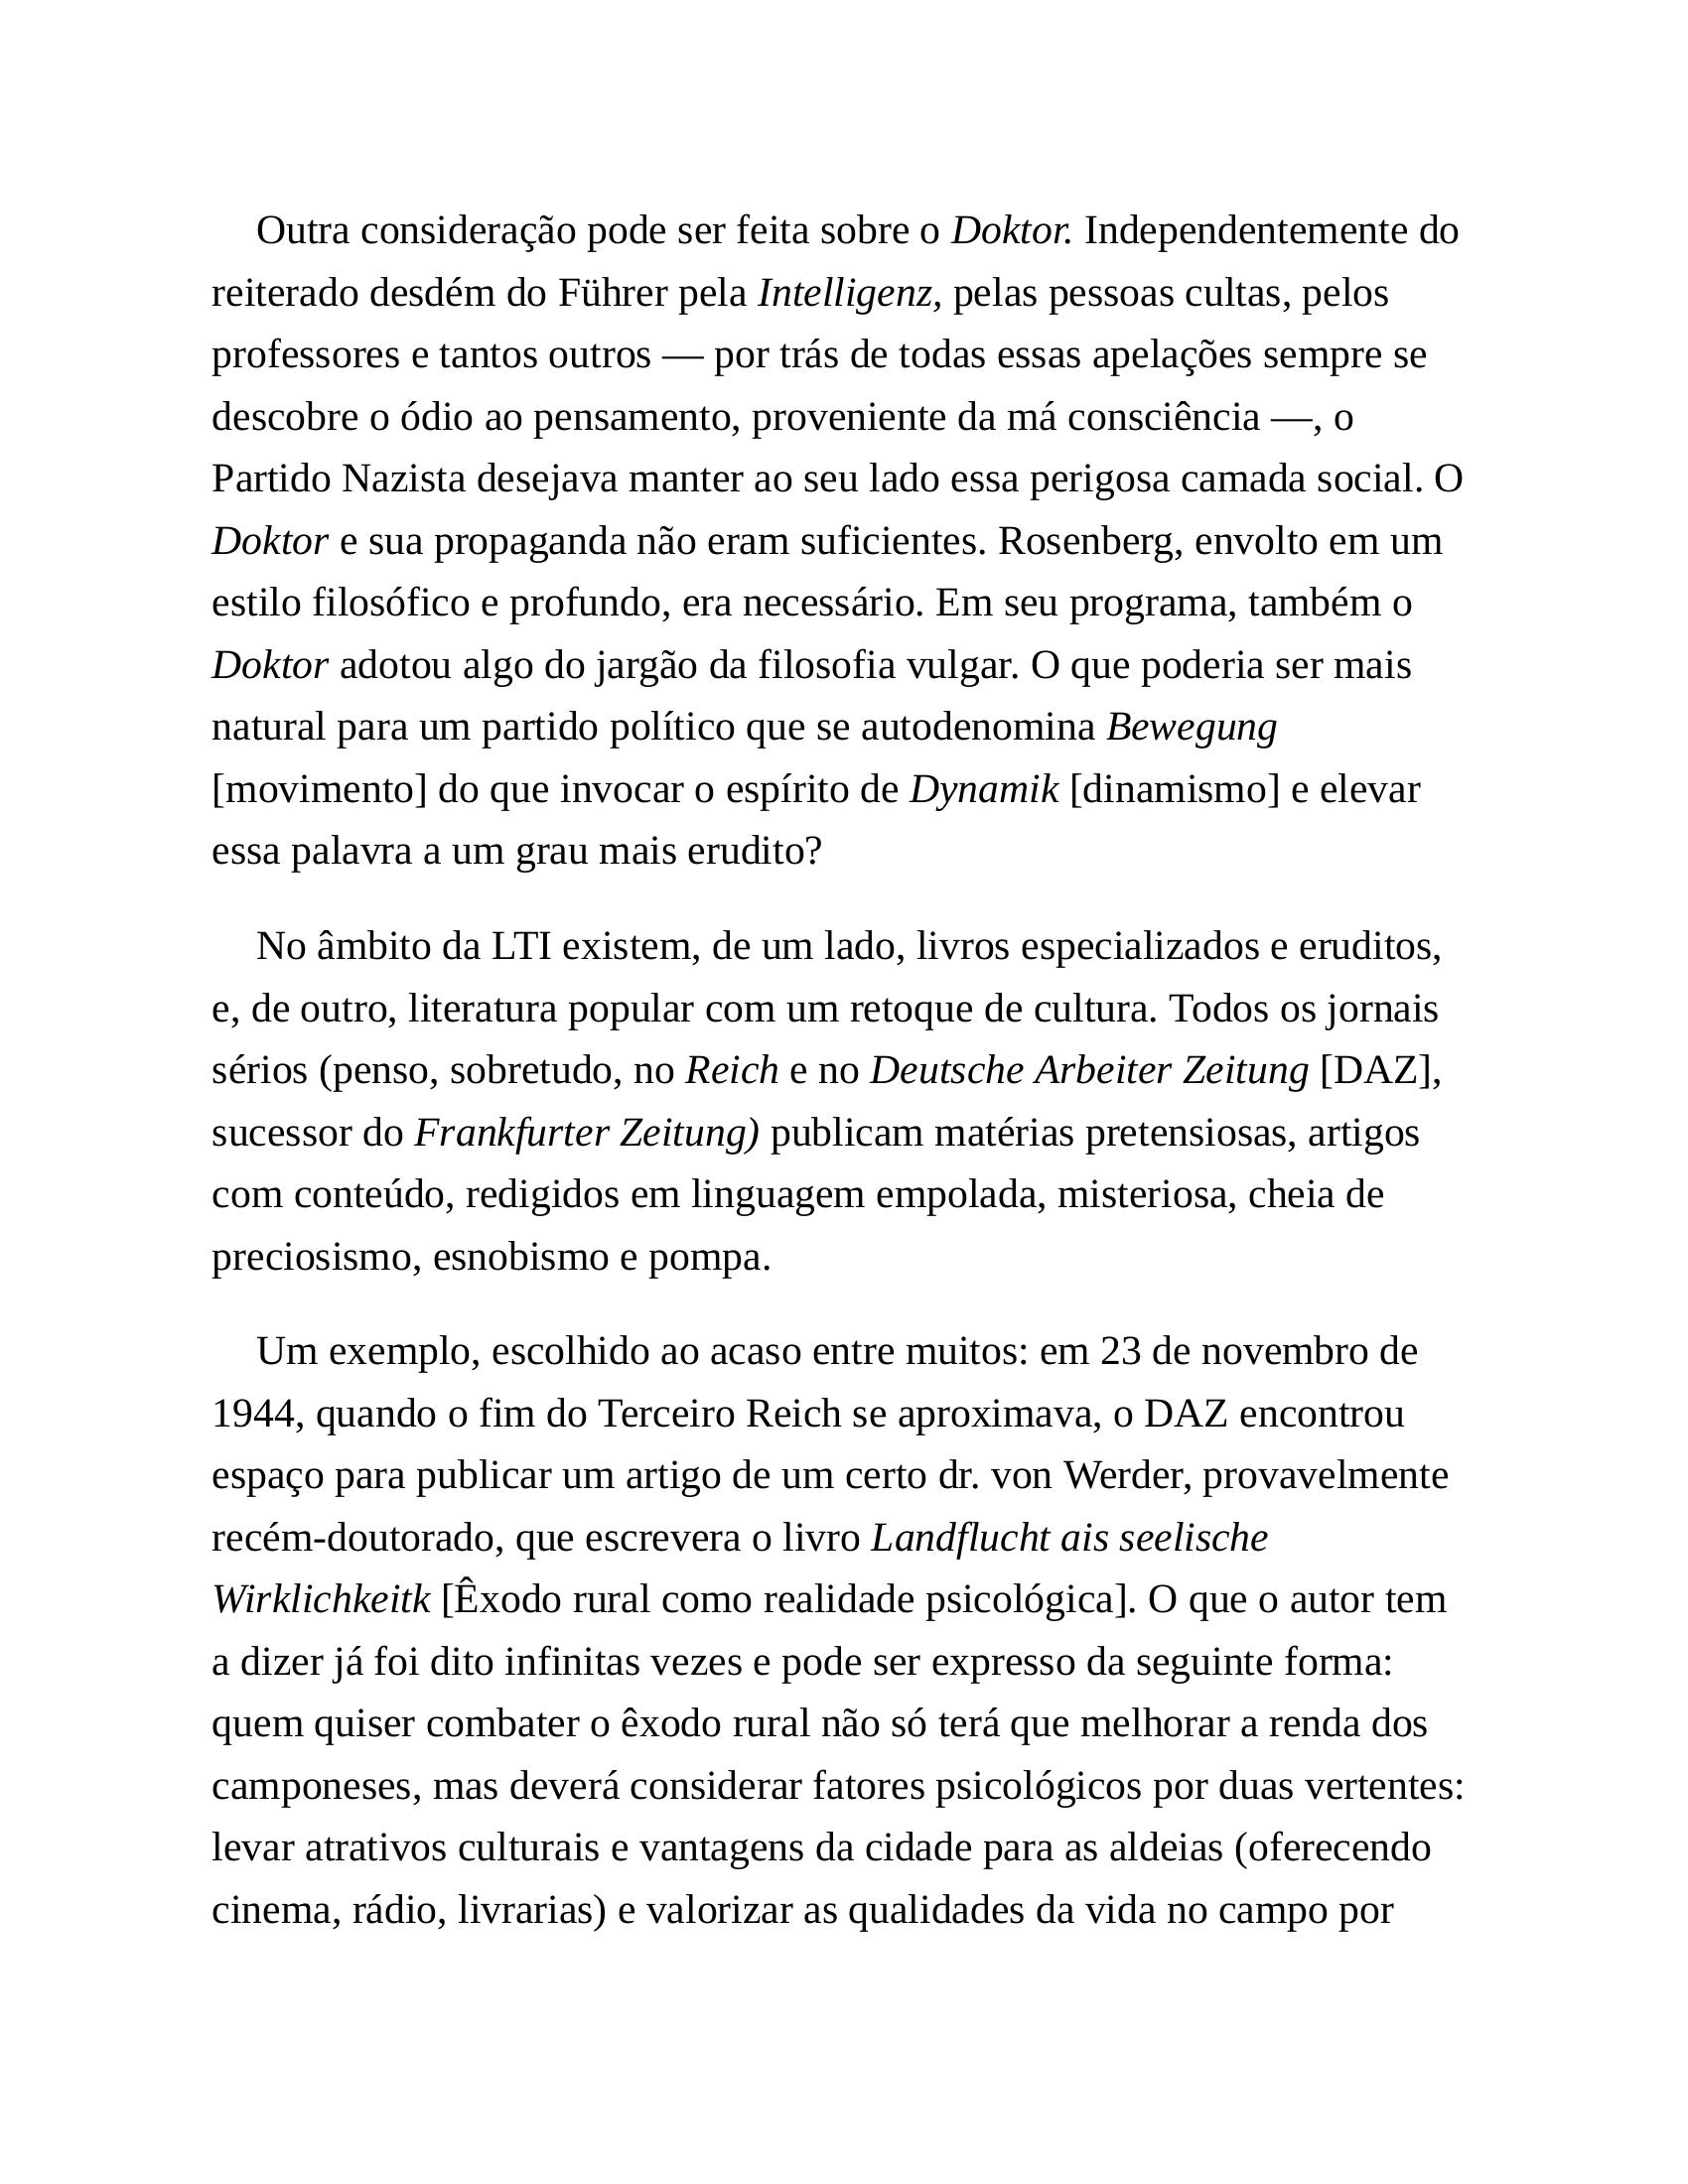 Outra consideração pode ser feita sobre o Doktor. Independentemente do
reiterado desdém do Führer pela Intelligenz, pelas pessoas cultas, pelos
professores e tantos outros — por trás de todas essas apelações sempre se
descobre o ódio ao pensamento, proveniente da má consciência —, o
Partido Nazista desejava manter ao seu lado essa perigosa camada social. O
Doktor e sua propaganda não eram suficientes. Rosenberg, envolto em um
estilo filosófico e profundo, era necessário. Em seu programa, também o
Doktor adotou algo do jargão da filosofia vulgar. O que poderia ser mais
natural para um partido político que se autodenomina Bewegung
[movimento] do que invocar o espírito de Dynamik [dinamismo] e elevar
essa palavra a um grau mais erudito?
No âmbito da LTI existem, de um lado, livros especializados e eruditos,
e, de outro, literatura popular com um retoque de cultura. Todos os jornais
sérios (penso, sobretudo, no Reich e no Deutsche Arbeiter Zeitung [DAZ],
sucessor do Frankfurter Zeitung) publicam matérias pretensiosas, artigos
com conteúdo, redigidos em linguagem empolada, misteriosa, cheia de
preciosismo, esnobismo e pompa.
Um exemplo, escolhido ao acaso entre muitos: em 23 de novembro de
1944, quando o fim do Terceiro Reich se aproximava, o DAZ encontrou
espaço para publicar um artigo de um certo dr. von Werder, provavelmente
recém-doutorado, que escrevera o livro Landflucht ais seelische
Wirklichkeitk [Êxodo rural como realidade psicológica]. O que o autor tem
a dizer já foi dito infinitas vezes e pode ser expresso da seguinte forma:
quem quiser combater o êxodo rural não só terá que melhorar a renda dos
camponeses, mas deverá considerar fatores psicológicos por duas vertentes:
levar atrativos culturais e vantagens da cidade para as aldeias (oferecendo
cinema, rádio, livrarias) e valorizar as qualidades da vida no campo por